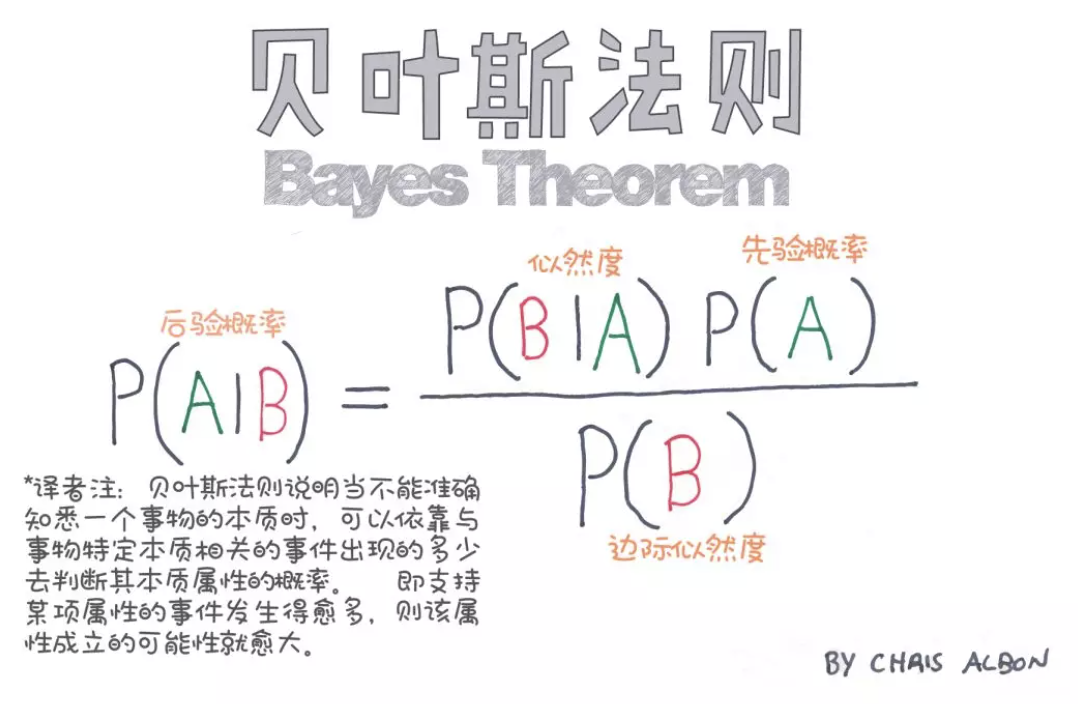 贝叶斯法则
Bayes Theorem
似然度 先验概率
后验概率
P(B|A) P(A)
P(A|B) =
P(B)
边际似然度
*译者注： 贝叶斯法则说明当不能准确
知悉一个事物的本质时，可以依靠与
事物特定本质相关的事件出现的多少
去判断其本质属性的概率。 即支持
某项属性的事件发生得愈多，则该属
性成立的可能性就愈大。
BY CHRIS ALBON